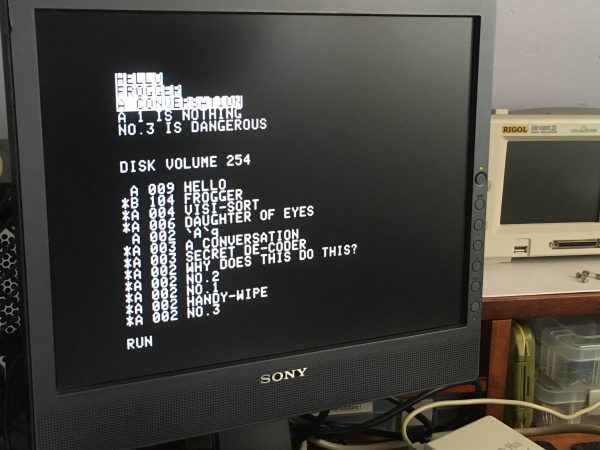 HELLO
FROGGER
A CONVERSATION
A 1 IS NOTHING
NO.3 IS DANGEROUS
DISK VOLUME 254
A 009 HELLO
*B 104 FROGGER
*A 004 VISI-SORT
*A 006 DAUGHTER OF EYES
A 002 \A.g
*A 003 A CONVERSATION
*A 003 SECRET DE-CODER
*A 002 WHY DOES THIS DO THIS?
*A 002 NO.2
*A 002 NO.1
*A 002 HANDY-WIPE
*A 002 NO.3
RUN
SONY
RIGOL